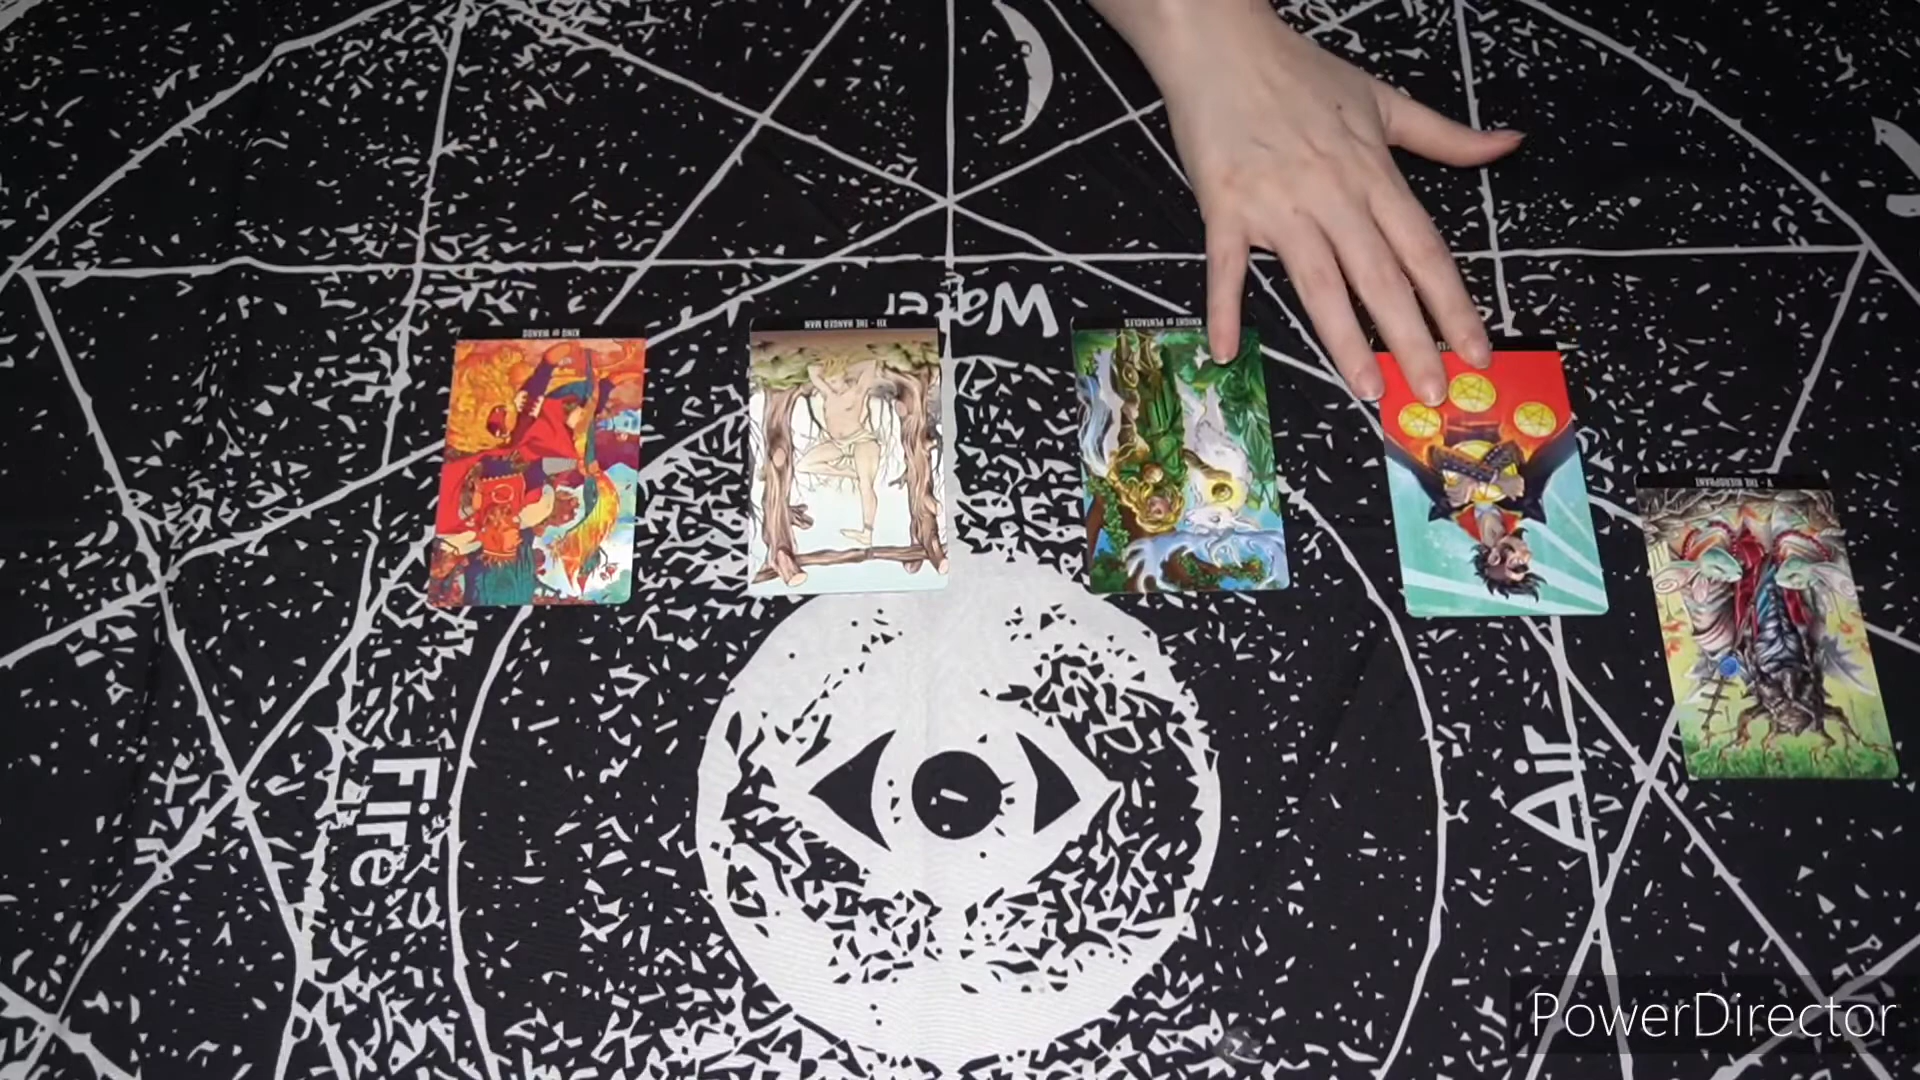 Water
KING OF WANDS
XII - THE HANGED MAN
KNIGHT OF PENTACLES
V - THE HIEROPHANT
Fire
Air
PowerDirector